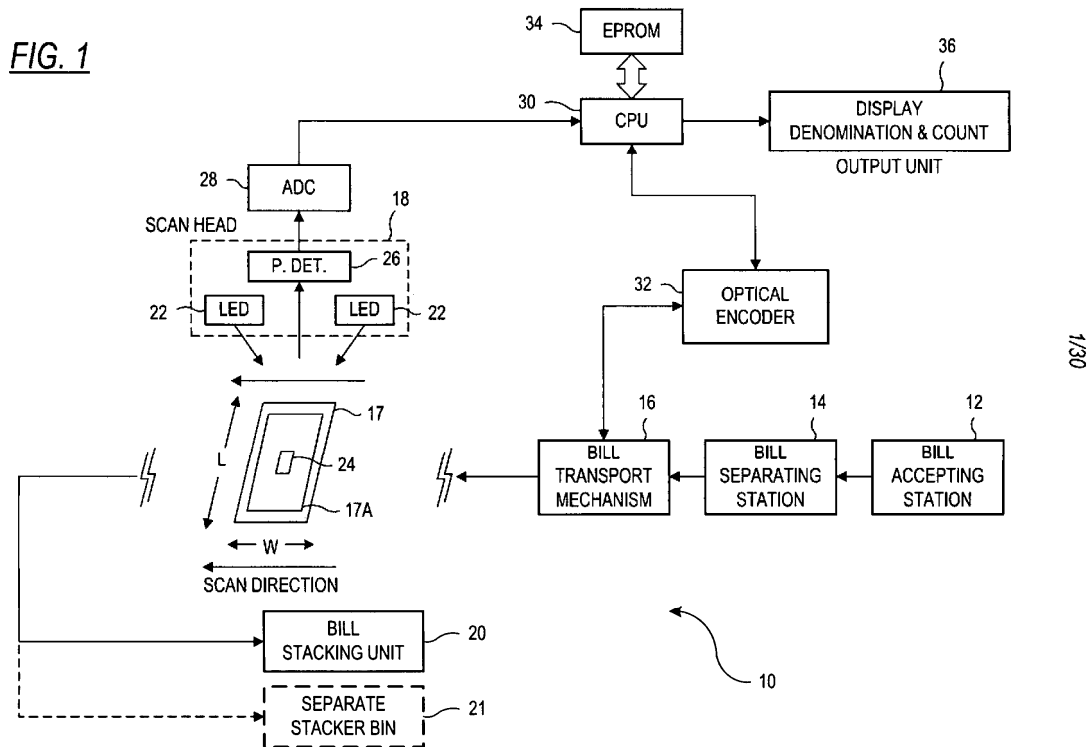 FIG. 1
34
EPROM
30
CPU
36
DISPLAY
DENOMINATION & COUNT
OUTPUT UNIT
28
ADC
SCAN HEAD
18
P. DET.
26
22
LED
LED
22
32
OPTICAL
ENCODER
1/30
17
L
24
17A
W
SCAN DIRECTION
16
BILL
TRANSPORT
MECHANISM
14
BILL
SEPARATING
STATION
12
BILL
ACCEPTING
STATION
BILL
STACKING UNIT
20
10
SEPARATE
STACKER BIN
21